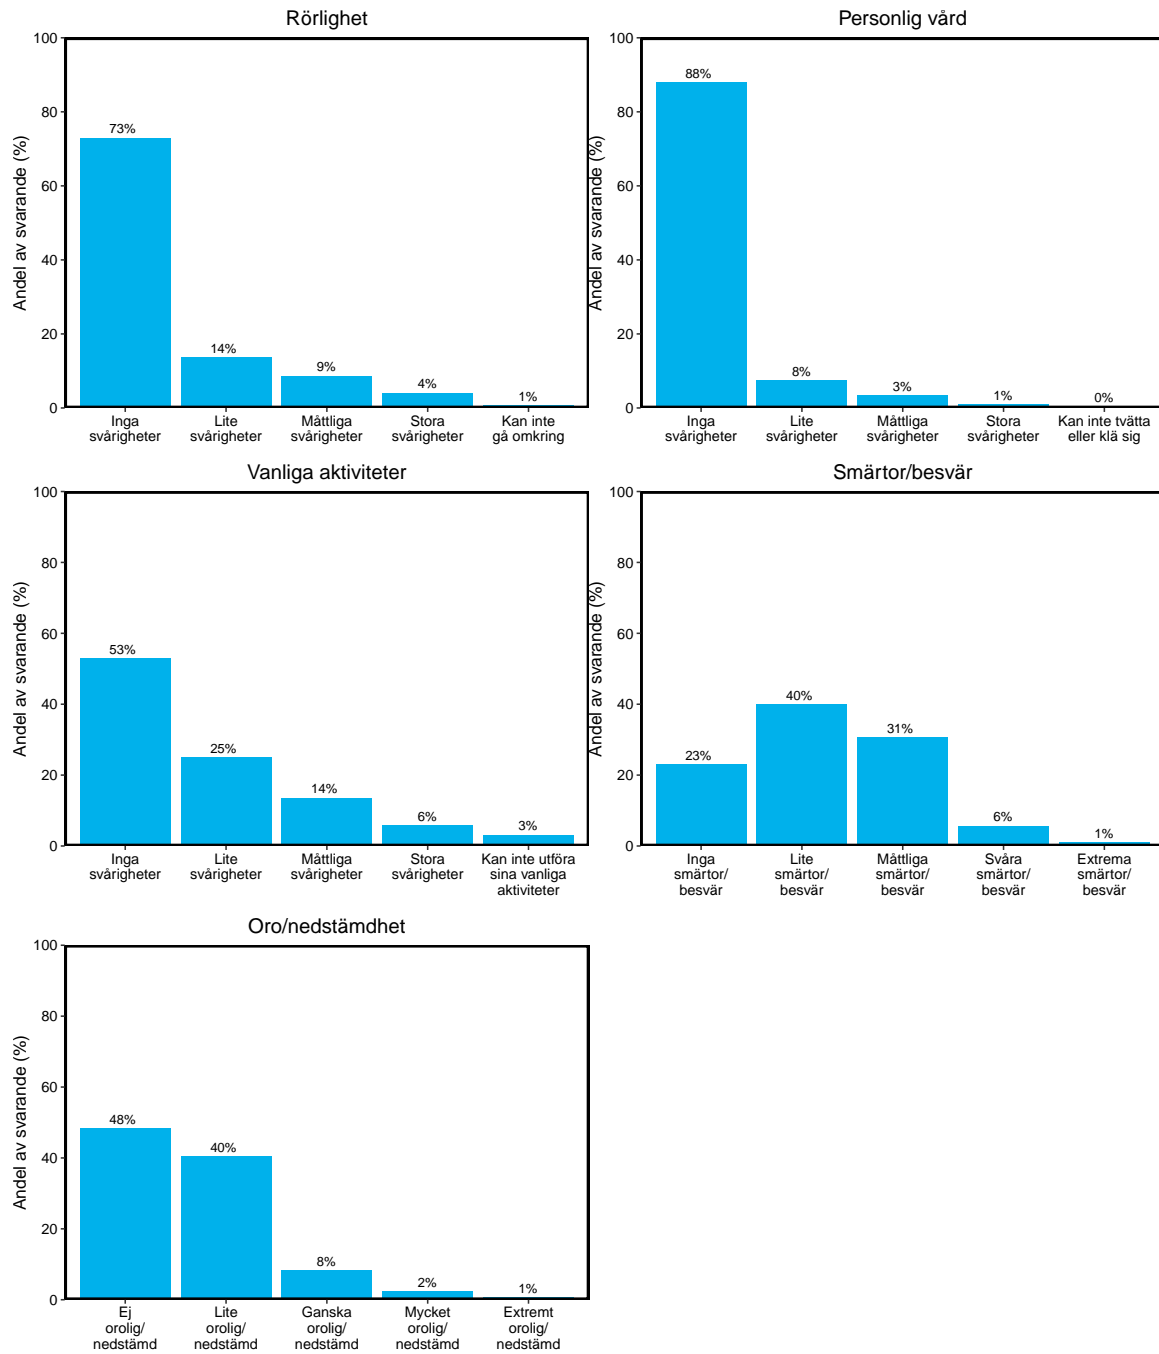 Rörlighet
Andel av svarande (%)
100
80
60
40
20
0
73%
14%
9%
4%
1%
Inga
svårigheter
Lite
svårigheter
Måttliga
svårigheter
Stora
svårigheter
Kan inte
gå omkring
Personlig vård
Andel av svarande (%)
100
80
60
40
20
0
88%
8%
3%
1%
0%
Inga
svårigheter
Lite
svårigheter
Måttliga
svårigheter
Stora
svårigheter
Kan inte tvätta
eller klä sig
Vanliga aktiviteter
Andel av svarande (%)
100
80
60
40
20
0
53%
25%
14%
6%
3%
Inga
svårigheter
Lite
svårigheter
Måttliga
svårigheter
Stora
svårigheter
Kan inte utföra
sina vanliga
aktiviteter
Smärtor/besvär
Andel av svarande (%)
100
80
60
40
20
0
23%
40%
31%
6%
1%
Inga
smärtor/
besvär
Lite
smärtor/
besvär
Måttliga
smärtor/
besvär
Svåra
smärtor/
besvär
Extrema
smärtor/
besvär
Oro/nedstämdhet
Andel av svarande (%)
100
80
60
40
20
0
48%
40%
8%
2%
1%
Ej
orolig/
nedstämd
Lite
orolig/
nedstämd
Ganska
orolig/
nedstämd
Mycket
orolig/
nedstämd
Extremt
orolig/
nedstämd